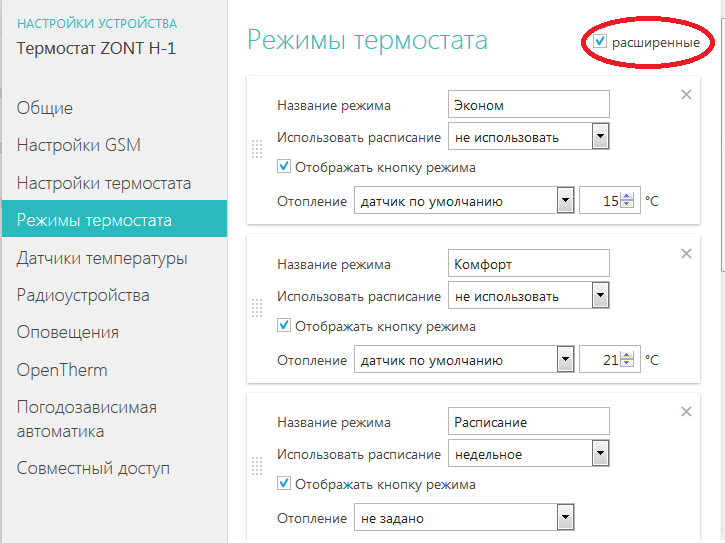 НАСТРОЙКИ УСТРОЙСТВА
Термостат ZONT H-1
Общие
Настройки GSM
Настройки термостата
Режимы термостата
Датчики температуры
Радиоустройства
Оповещения
OpenTherm
Погодозависимая
автоматика
Совместный доступ
Режимы термостата
расширенные
Название режима Эконом
Использовать расписание не использовать
Отображать кнопку режима
Отопление датчик по умолчанию 15 °C
Название режима Комфорт
Использовать расписание не использовать
Отображать кнопку режима
Отопление датчик по умолчанию 21 °C
Название режима Расписание
Использовать расписание недельное
Отображать кнопку режима
Отопление не задано